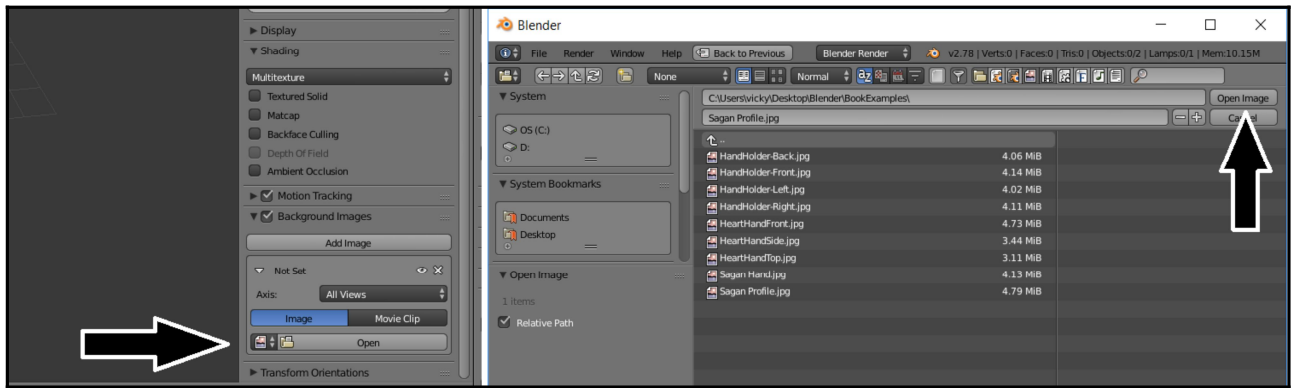 Display
Shading
Multitexture
Textured Solid
Matcap
Backface Culling
Depth Of Field
Ambient Occlusion
Motion Tracking
Background Images
Add Image
Not Set
Axis: All Views
Image Movie Clip
Open
Transform Orientations
Blender
File Render Window Help Back to Previous Blender Render v2.78 | Verts:0 | Faces:0 | Tris:0 | Objects:0/2 | Lamps:0/1 | Mem:10.15M
None Normal
System
OS (C:)
D:
System Bookmarks
Documents
Desktop
Open Image
1 items
Relative Path
C:\Users\vicky\Desktop\Blender\BookExamples\ Open Image
Sagan Profile.jpg
..
HandHolder-Back.jpg 4.06 MiB
HandHolder-Front.jpg 4.14 MiB
HandHolder-Left.jpg 4.02 MiB
HandHolder-Right.jpg 4.11 MiB
HeartHandFront.jpg 4.73 MiB
HeartHandSide.jpg 3.44 MiB
HeartHandTop.jpg 3.11 MiB
Sagan Hand.jpg 4.13 MiB
Sagan Profile.jpg 4.79 MiB